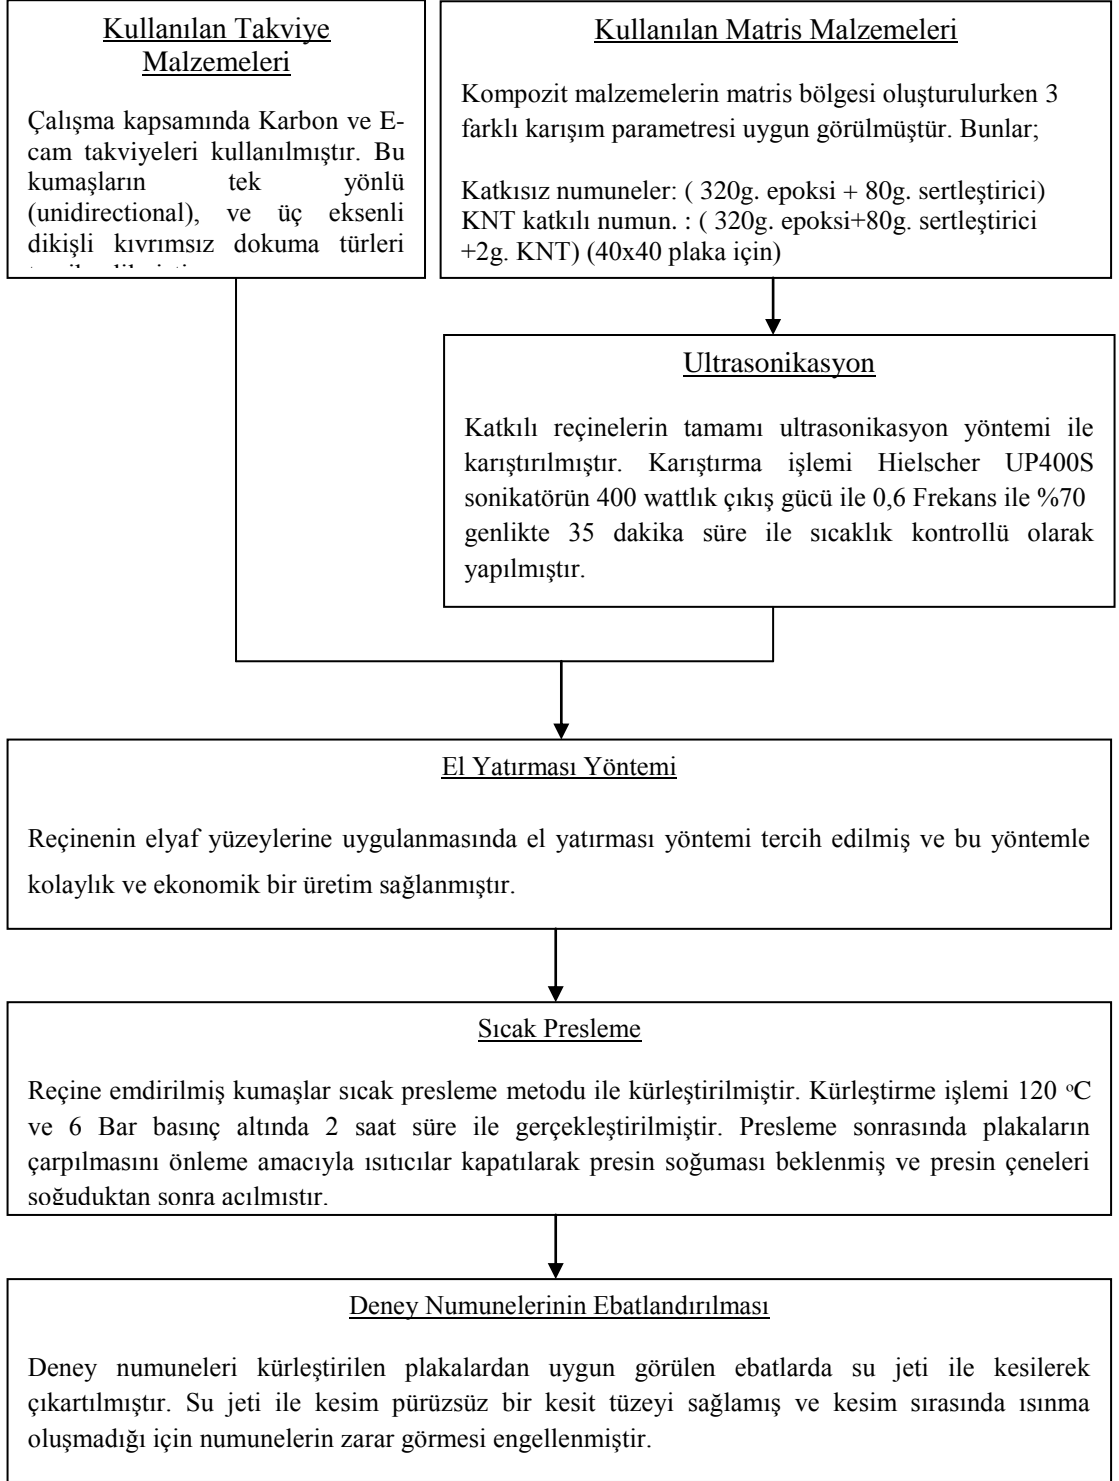 Kullanılan Takviye
Malzemeleri
Çalışma kapsamında Karbon ve E-
cam takviyeleri kullanılmıştır. Bu
kumaşların tek yönlü
(unidirectional), ve üç eksenli
dikişli kıvrımsız dokuma türleri
Kullanılan Matris Malzemeleri
Kompozit malzemelerin matris bölgesi oluşturulurken 3
farklı karışım parametresi uygun görülmüştür. Bunlar;
Katkısız numuneler: ( 320g. epoksi + 80g. sertleştirici)
KNT katkılı numun. : ( 320g. epoksi+80g. sertleştirici
+2g. KNT) (40x40 plaka için)
Ultrasonikasyon
Katkılı reçinelerin tamamı ultrasonikasyon yöntemi ile
karıştırılmıştır. Karıştırma işlemi Hielscher UP400S
sonikatörün 400 wattlık çıkış gücü ile 0,6 Frekans ile %70
genlikte 35 dakika süre ile sıcaklık kontrollü olarak
yapılmıştır.
El Yatırması Yöntemi
Reçinenin elyaf yüzeylerine uygulanmasında el yatırması yöntemi tercih edilmiş ve bu yöntemle
kolaylık ve ekonomik bir üretim sağlanmıştır.
Sıcak Presleme
Reçine emdirilmiş kumaşlar sıcak presleme metodu ile kürleştirilmiştir. Kürleştirme işlemi 120 °C
ve 6 Bar basınç altında 2 saat süre ile gerçekleştirilmiştir. Presleme sonrasında plakaların
çarpılmasını önleme amacıyla ısıtıcılar kapatılarak presin soğuması beklenmiş ve presin çeneleri
soğuduktan sonra açılmıştır.
Deney Numunelerinin Ebatlandırılması
Deney numuneleri kürleştirilen plakalardan uygun görülen ebatlarda su jeti ile kesilerek
çıkartılmıştır. Su jeti ile kesim pürüzsüz bir kesit tüzeyi sağlamış ve kesim sırasında ısınma
oluşmadığı için numunelerin zarar görmesi engellenmiştir.